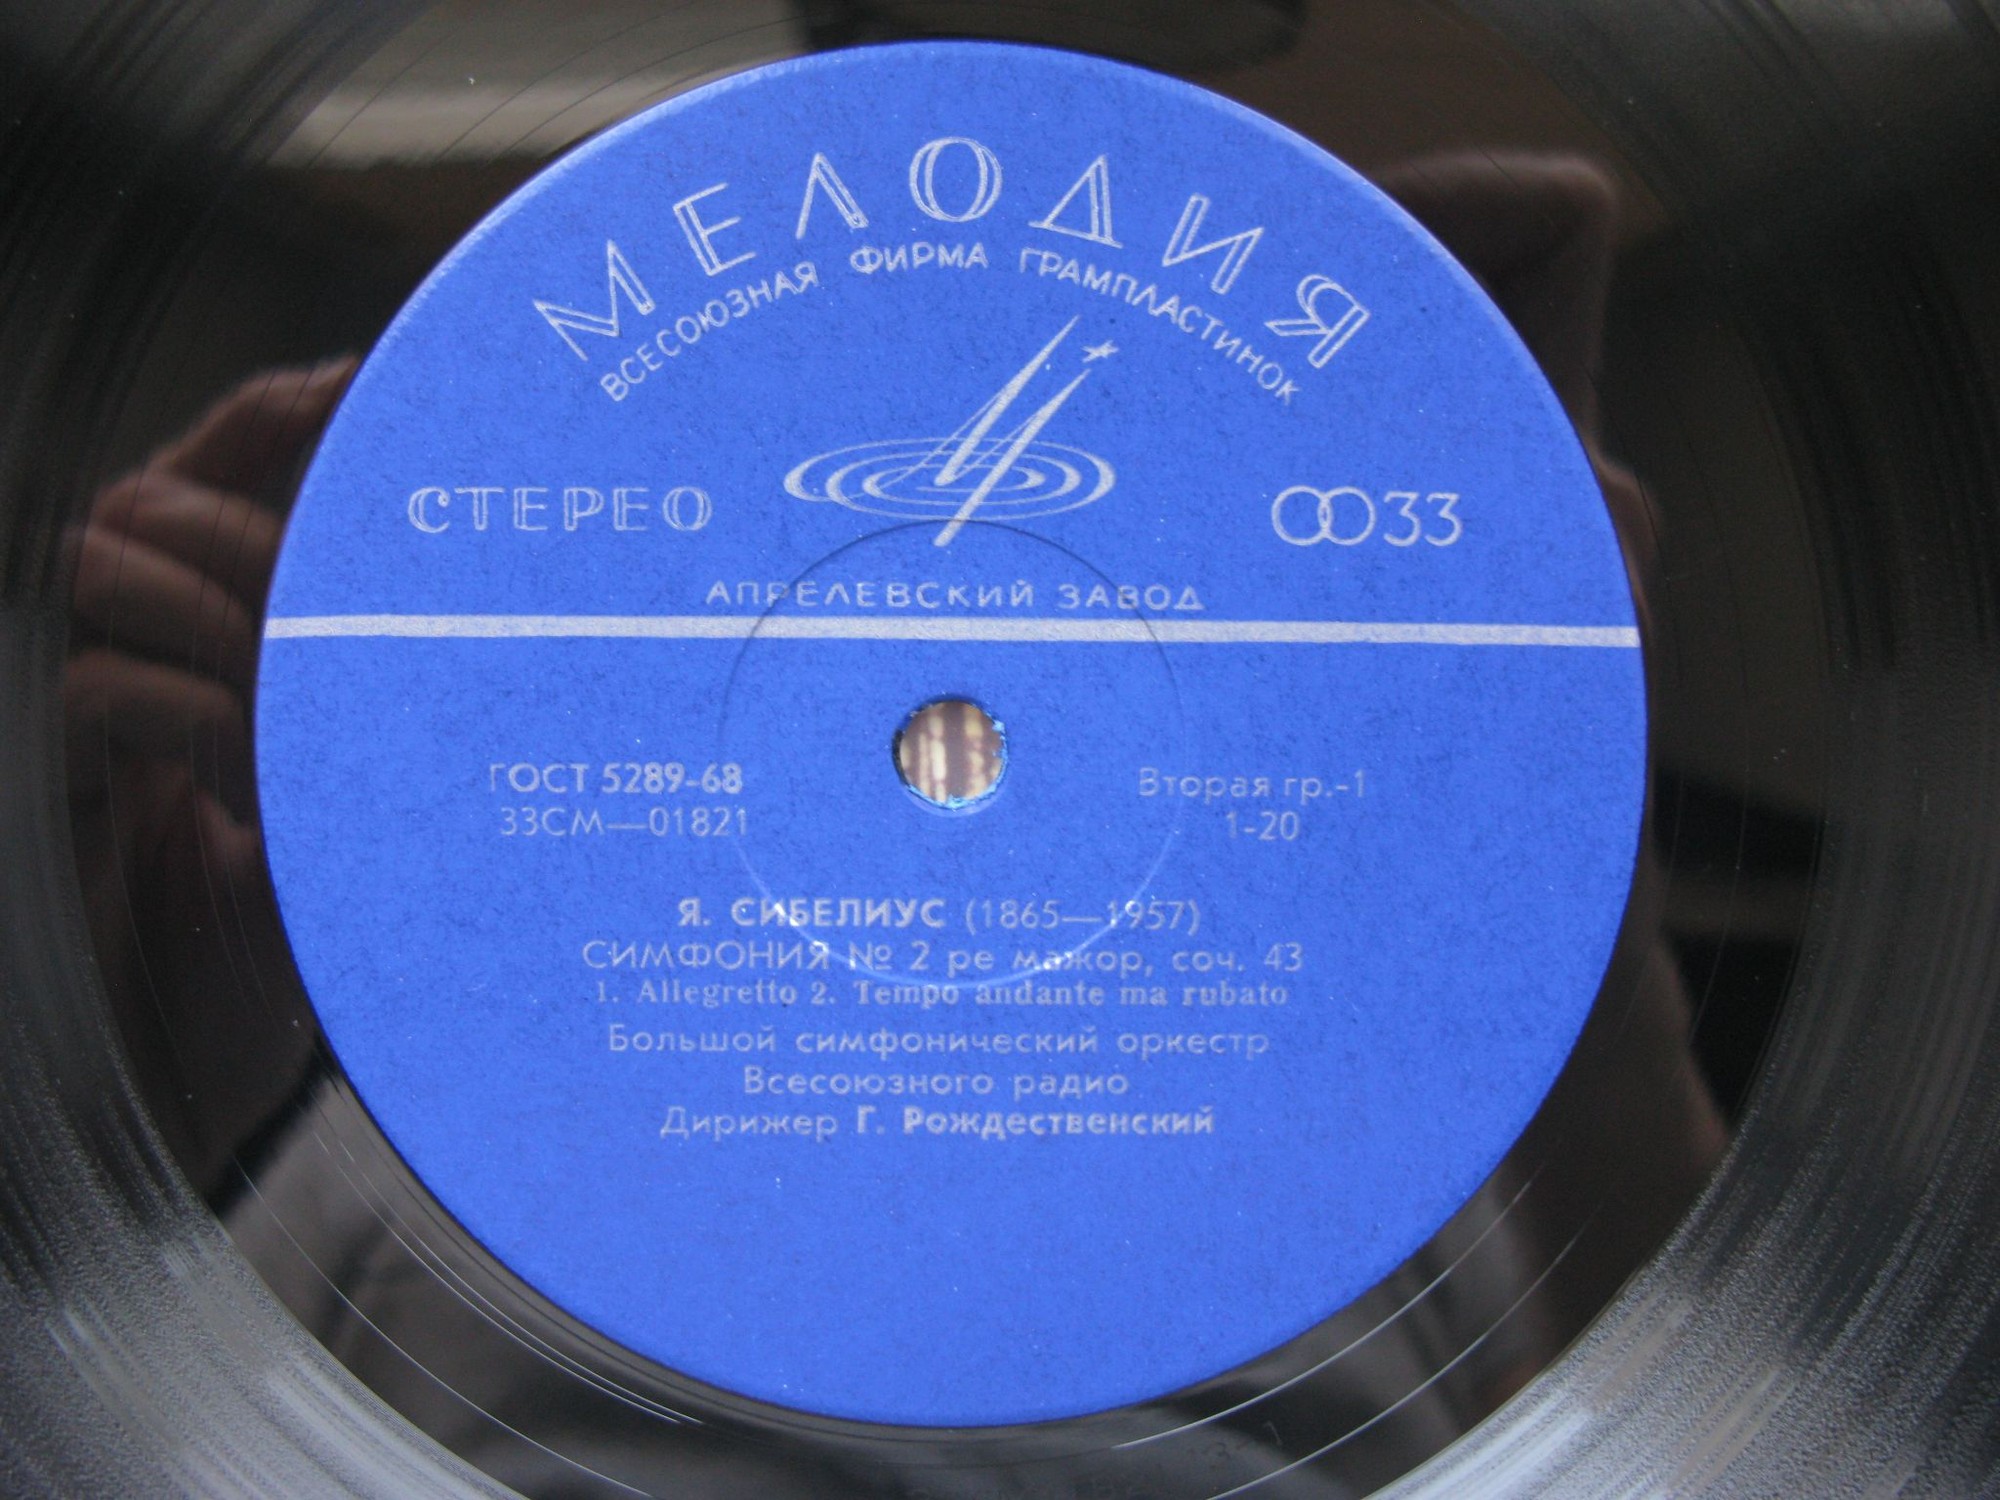 МЕЛОДИЯ
ВСЕСОЮЗНАЯ ФИРМА ГРАМПЛАСТИНОК
СТЕРЕО
33
АПРЕЛЕВСКИЙ ЗАВОД
ГОСТ 5289-68
33СМ—01821
Вторая гр.-1
1-20
Я. СИБЕЛИУС (1865—1957)
СИМФОНИЯ № 2 ре мажор, соч. 43
1. Allegretto 2. Tempo andante ma rubato
Большой симфонический оркестр
Всесоюзного радио
Дирижер Г. Рождественский